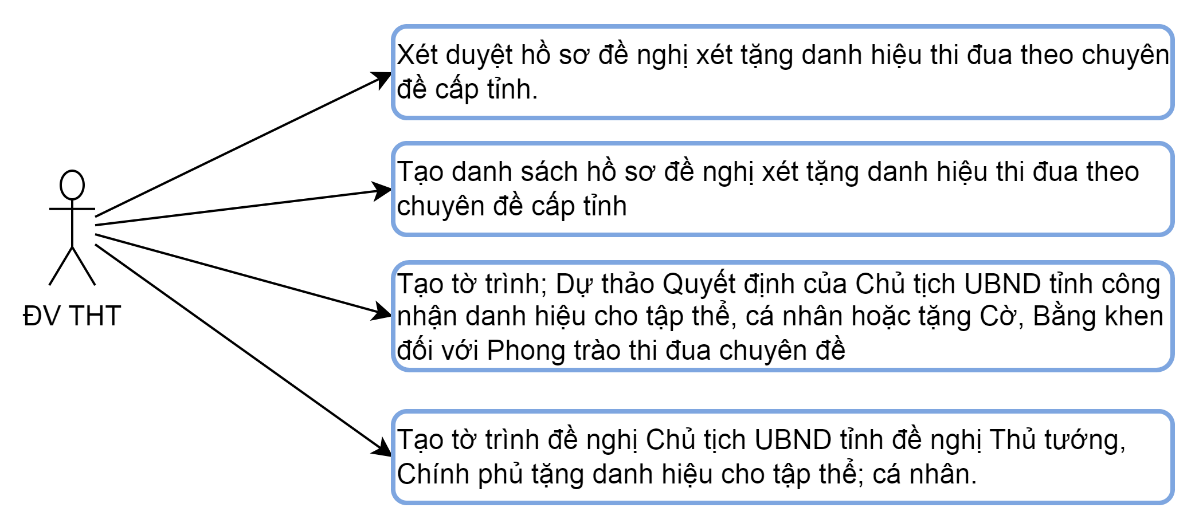 Xét duyệt hồ sơ đề nghị xét tặng danh hiệu thi đua theo chuyên
đề cấp tỉnh.
Tạo danh sách hồ sơ đề nghị xét tặng danh hiệu thi đua theo
chuyên đề cấp tỉnh
ĐV THT
Tạo tờ trình; Dự thảo Quyết định của Chủ tịch UBND tỉnh công
nhận danh hiệu cho tập thể, cá nhân hoặc tặng Cờ, Bằng khen
đối với Phong trào thi đua chuyên đề
Tạo tờ trình đề nghị Chủ tịch UBND tỉnh đề nghị Thủ tướng,
Chính phủ tặng danh hiệu cho tập thể; cá nhân.